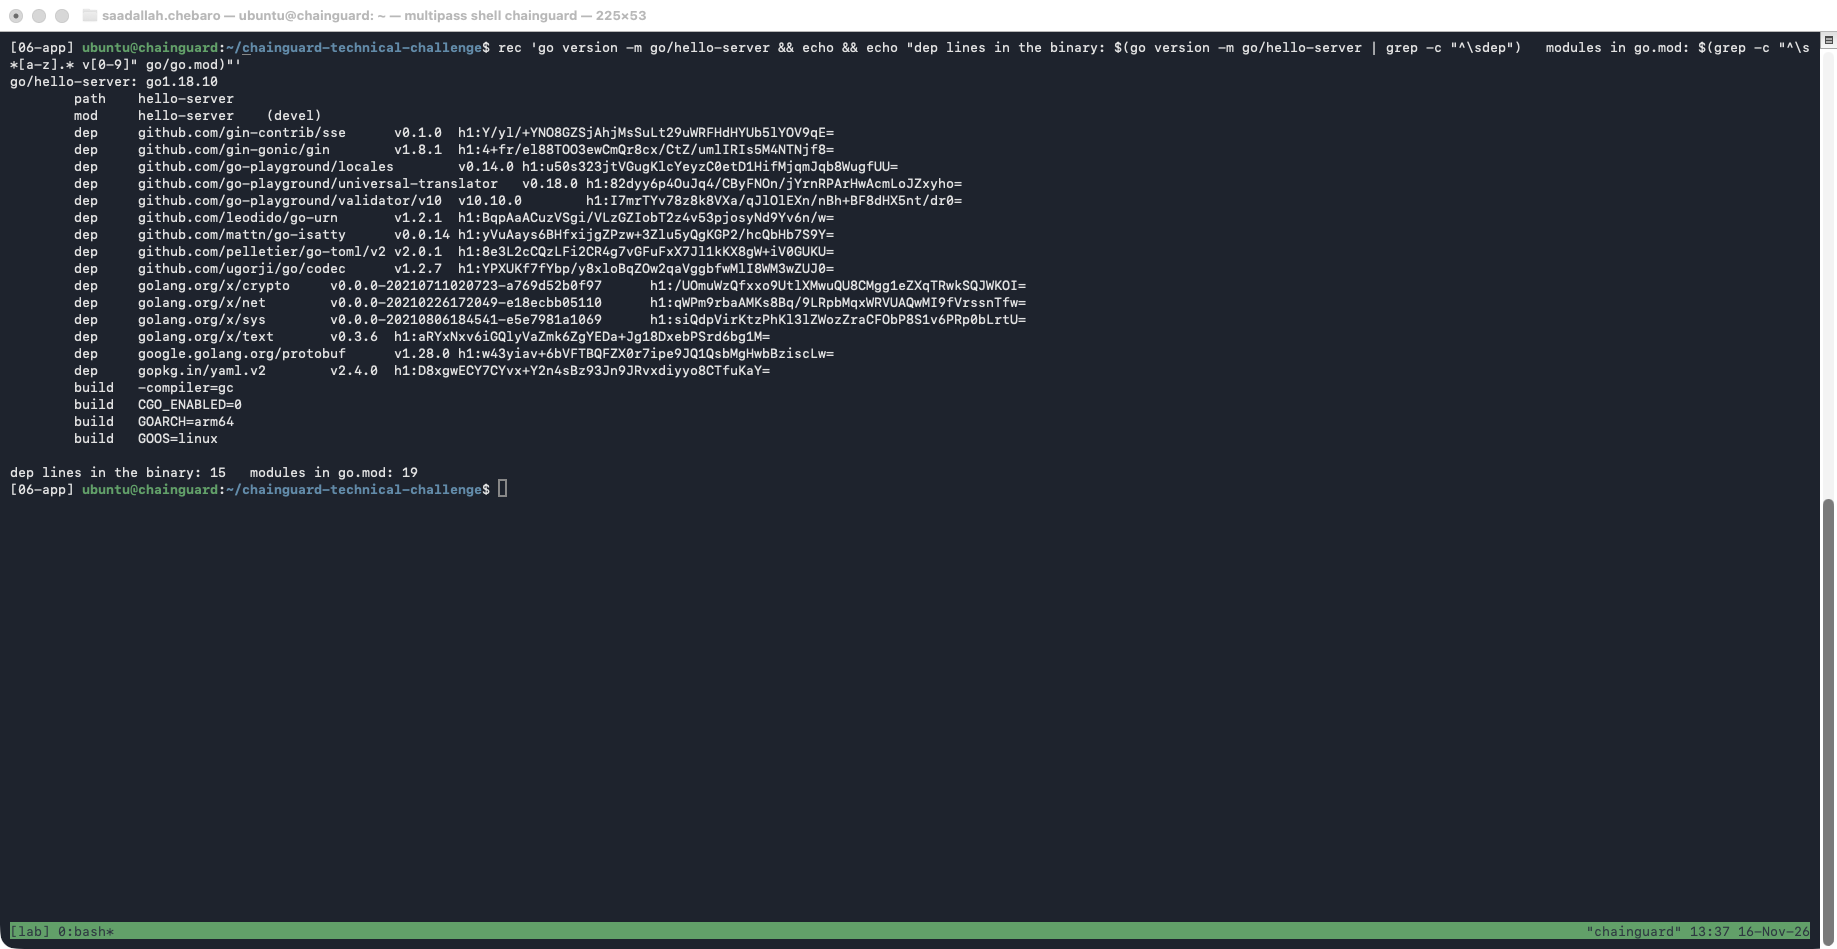 saadallah.chebaro — ubuntu@chainguard: ~ — multipass shell chainguard — 225×53
[06-app] ubuntu@chainguard:~/chainguard-technical-challenge$ rec 'go version -m go/hello-server && echo && echo "dep lines in the binary: $(go version -m go/hello-server | grep -c "^\sdep")   modules in go.mod: $(grep -c "^\s
*[a-z].* v[0-9]" go/go.mod)"'
go/hello-server: go1.18.10
path    hello-server
mod     hello-server    (devel)
dep     github.com/gin-contrib/sse      v0.1.0  h1:Y/yl/+YNO8GZSjAhjMsSuLt29uWRFHdHYUb5lYOV9qE=
dep     github.com/gin-gonic/gin        v1.8.1  h1:4+fr/el88TOO3ewCmQr8cx/CtZ/umlIRIs5M4NTNjf8=
dep     github.com/go-playground/locales        v0.14.0 h1:u50s323jtVGugKlcYeyzC0etD1HifMjqmJqb8WugfUU=
dep     github.com/go-playground/universal-translator   v0.18.0 h1:82dyy6p4OuJq4/CByFNOn/jYrnRPArHwAcmLoJZxyho=
dep     github.com/go-playground/validator/v10  v10.10.0        h1:I7mrTYv78z8k8VXa/qJlOlEXn/nBh+BF8dHX5nt/dr0=
dep     github.com/leodido/go-urn       v1.2.1  h1:BqpAaACuzVSgi/VLzGZIobT2z4v53pjosyNd9Yv6n/w=
dep     github.com/mattn/go-isatty      v0.0.14 h1:yVuAays6BHfxijgZPzw+3Zlu5yQgKGP2/hcQbHb7S9Y=
dep     github.com/pelletier/go-toml/v2 v2.0.1  h1:8e3L2cCQzLFi2CR4g7vGFuFxX7Jl1kKX8gW+iV0GUKU=
dep     github.com/ugorji/go/codec      v1.2.7  h1:YPXUKf7fYbp/y8xloBqZOw2qaVggbfwMlI8WM3wZUJ0=
dep     golang.org/x/crypto     v0.0.0-20210711020723-a769d52b0f97      h1:/UOmuWzQfxxo9UtlXMwuQU8CMgg1eZXqTRwkSQJWKOI=
dep     golang.org/x/net        v0.0.0-20210226172049-e18ecbb05110      h1:qWPm9rbaAMKs8Bq/9LRpbMqxWRVUAQwMI9fVrssnTfw=
dep     golang.org/x/sys        v0.0.0-20210806184541-e5e7981a1069      h1:siQdpVirKtzPhKl3lZWozZraCFObP8S1v6PRp0bLrtU=
dep     golang.org/x/text       v0.3.6  h1:aRYxNxv6iGQlyVaZmk6ZgYEDa+Jg18DxebPSrd6bg1M=
dep     google.golang.org/protobuf      v1.28.0 h1:w43yiav+6bVFTBQFZX0r7ipe9JQ1QsbMgHwbBziscLw=
dep     gopkg.in/yaml.v2        v2.4.0  h1:D8xgwECY7CYvx+Y2n4sBz93Jn9JRvxdiyyo8CTfuKaY=
build   -compiler=gc
build   CGO_ENABLED=0
build   GOARCH=arm64
build   GOOS=linux
dep lines in the binary: 15   modules in go.mod: 19
[06-app] ubuntu@chainguard:~/chainguard-technical-challenge$
[lab] 0:bash*
"chainguard" 13:37 16-Nov-26